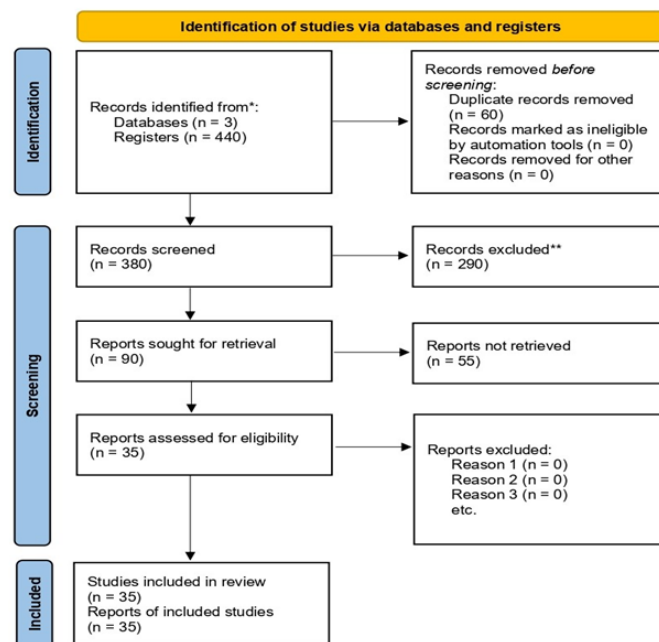 Identification of studies via databases and registers
Identification
Records identified from*:
Databases (n = 3)
Registers (n = 440)
Records removed before
screening:
Duplicate records removed
(n = 60)
Records marked as ineligible
by automation tools (n = 0)
Records removed for other
reasons (n = 0)
Screening
Records screened
(n = 380)
Records excluded**
(n = 290)
Reports sought for retrieval
(n = 90)
Reports not retrieved
(n = 55)
Reports assessed for eligibility
(n = 35)
Reports excluded:
Reason 1 (n = 0)
Reason 2 (n = 0)
Reason 3 (n = 0)
etc.
Included
Studies included in review
(n = 35)
Reports of included studies
(n = 35)